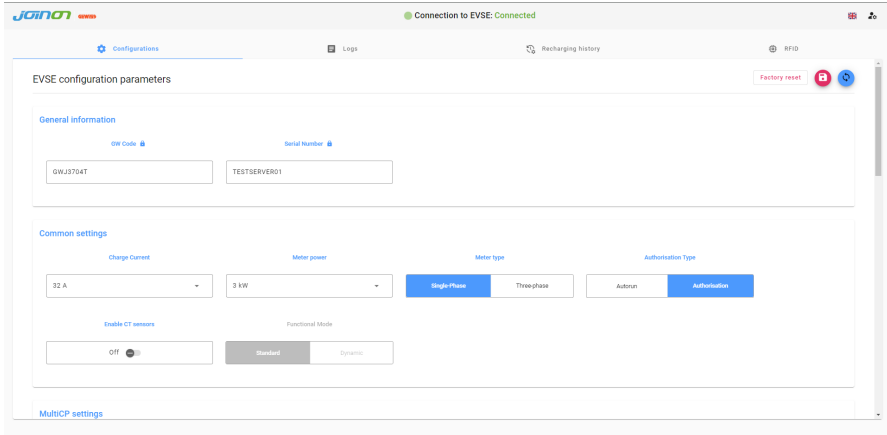 JOINON GEWISS Connection to EVSE: Connected
Configurations Logs Recharging history RFID
EVSE configuration parameters Factory reset
General information
GW Code Serial Number
GWJ3704T TESTSERVER01
Common settings
Charge Current Meter power Meter type Authorisation Type
32 A 3 kW Single-Phase Three-phase Autorun Authorisation
Enable CT sensors Functional Mode
Off Standard Dynamic
MultiCP settings